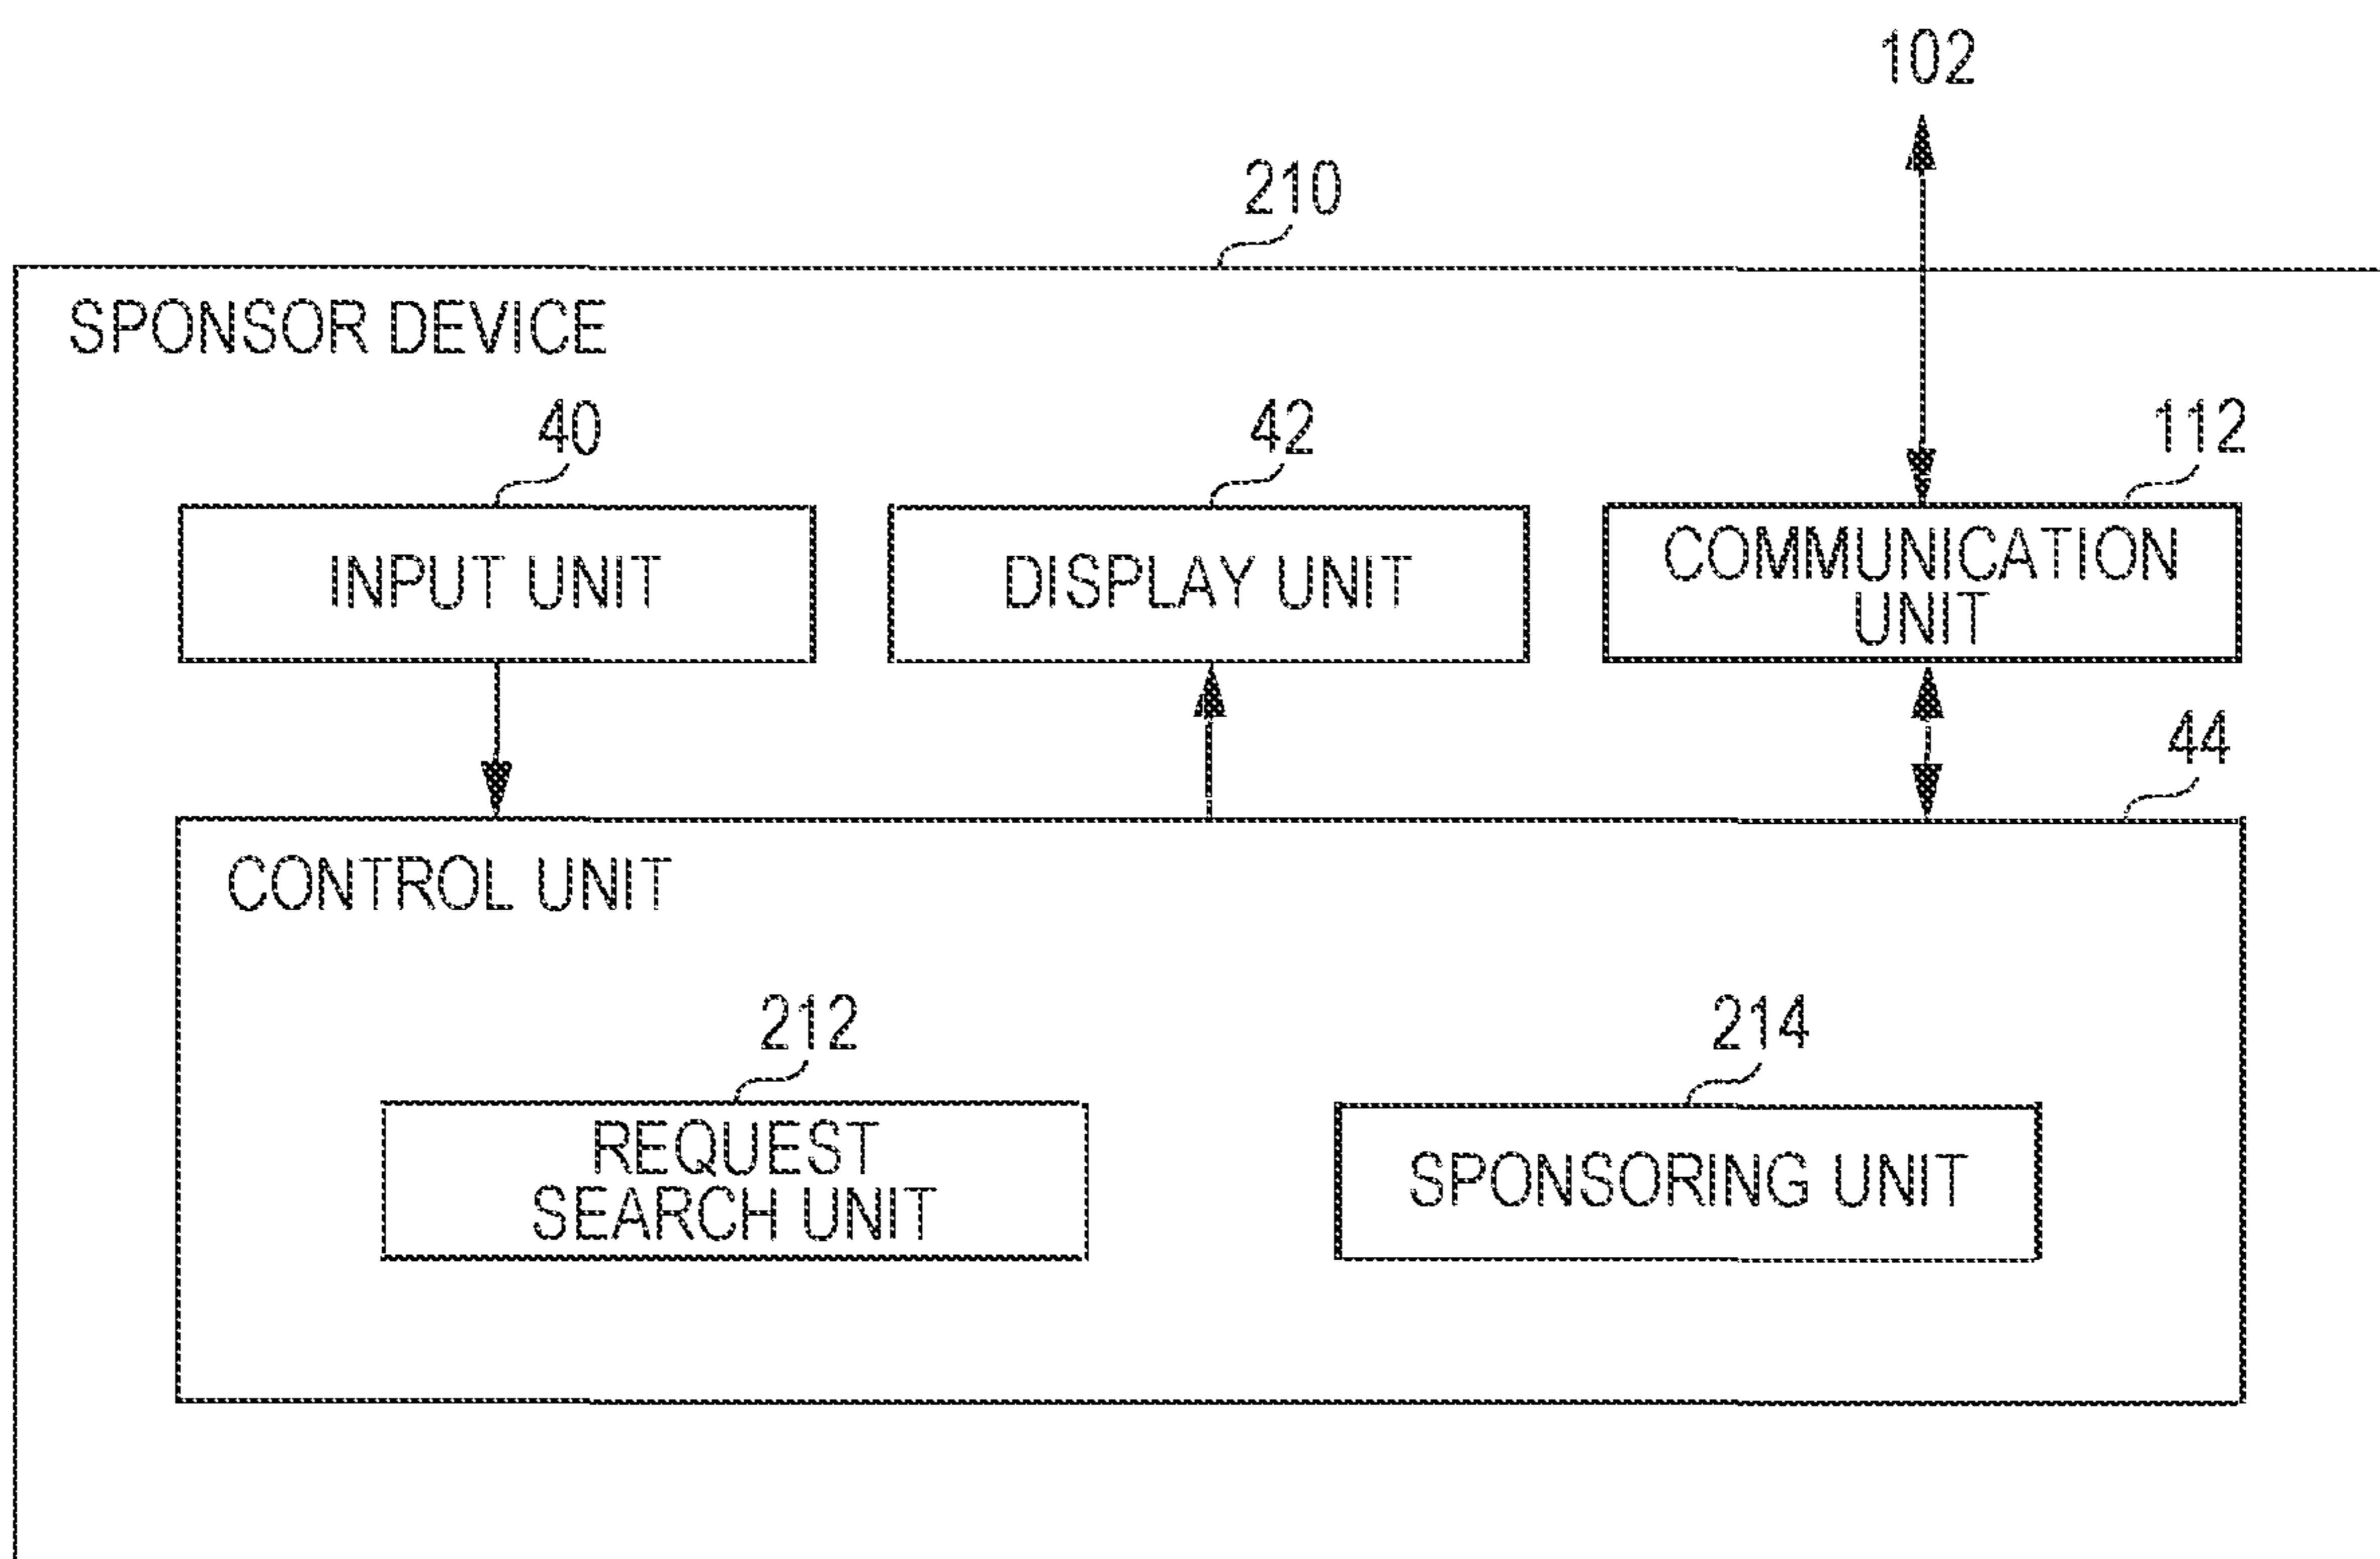 102
210
SPONSOR DEVICE
40
42
112
INPUT UNIT
DISPLAY UNIT
COMMUNICATION
UNIT
44
CONTROL UNIT
212
214
REQUEST
SEARCH UNIT
SPONSORING UNIT